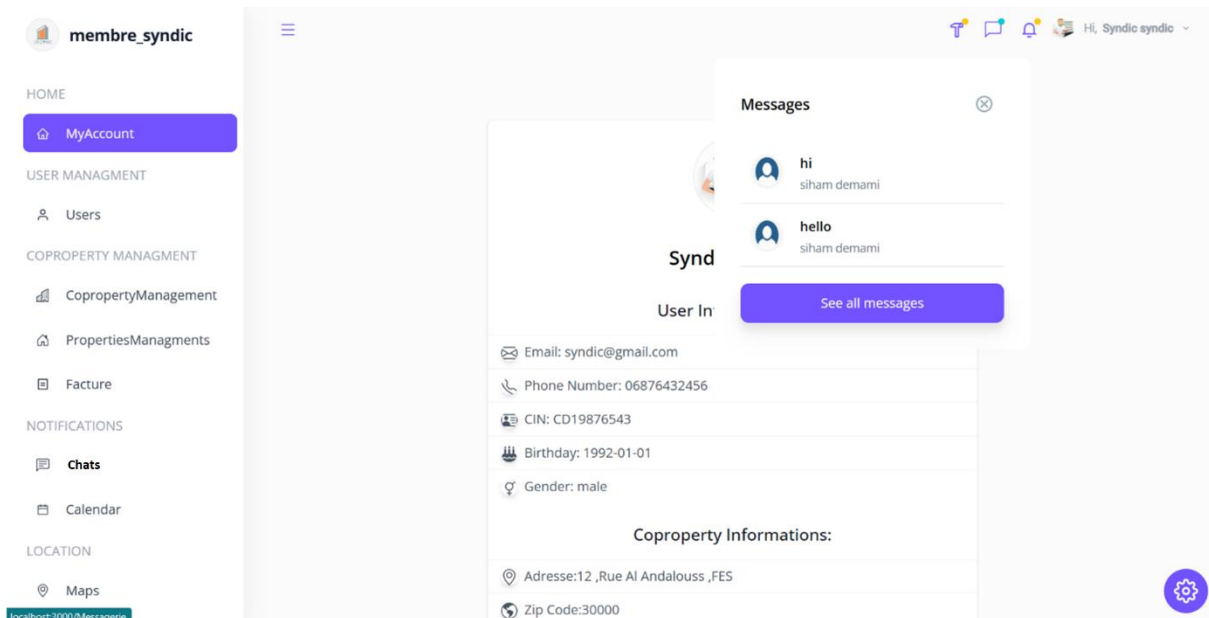 membre_syndic
Hi, Syndic syndic
HOME
MyAccount
USER MANAGMENT
Users
COPROPERTY MANAGMENT
CopropertyManagement
PropertiesManagments
Facture
NOTIFICATIONS
Chats
Calendar
LOCATION
Maps
localhost:3000/Messagerie
Messages
hi
siham demami
hello
siham demami
See all messages
Synd
User In
Email: syndic@gmail.com
Phone Number: 06876432456
CIN: CD19876543
Birthday: 1992-01-01
Gender: male
Coproperty Informations:
Adresse:12 ,Rue Al Andalouss ,FES
Zip Code:30000